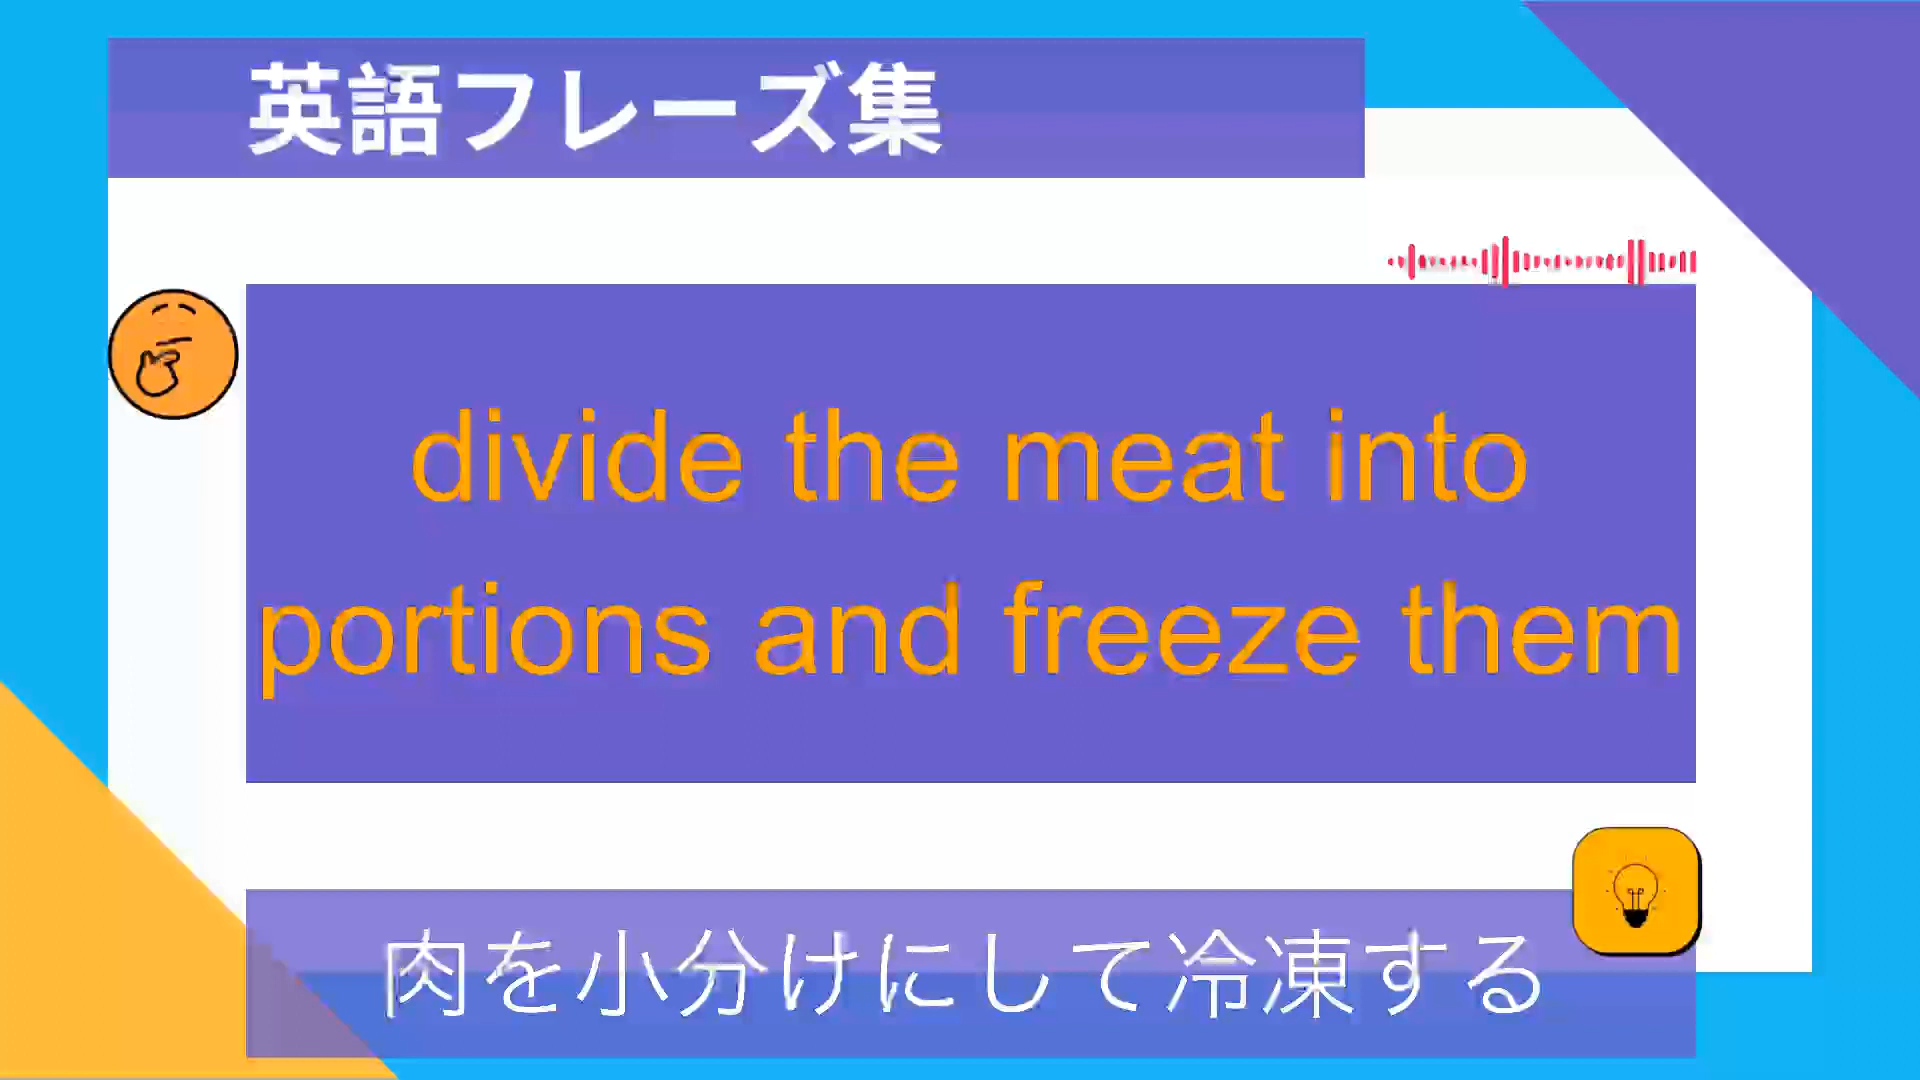 英語フレーズ集
divide the meat into
portions and freeze them
肉を小分けにして冷凍する